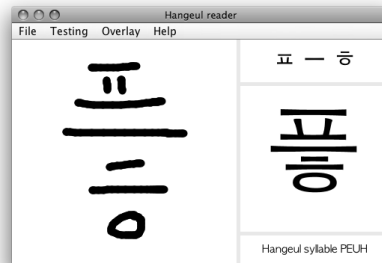 Hangeul reader
File Testing Overlay Help
픟
ㅍ ㅡ ㅎ
픟
Hangeul syllable PEUH